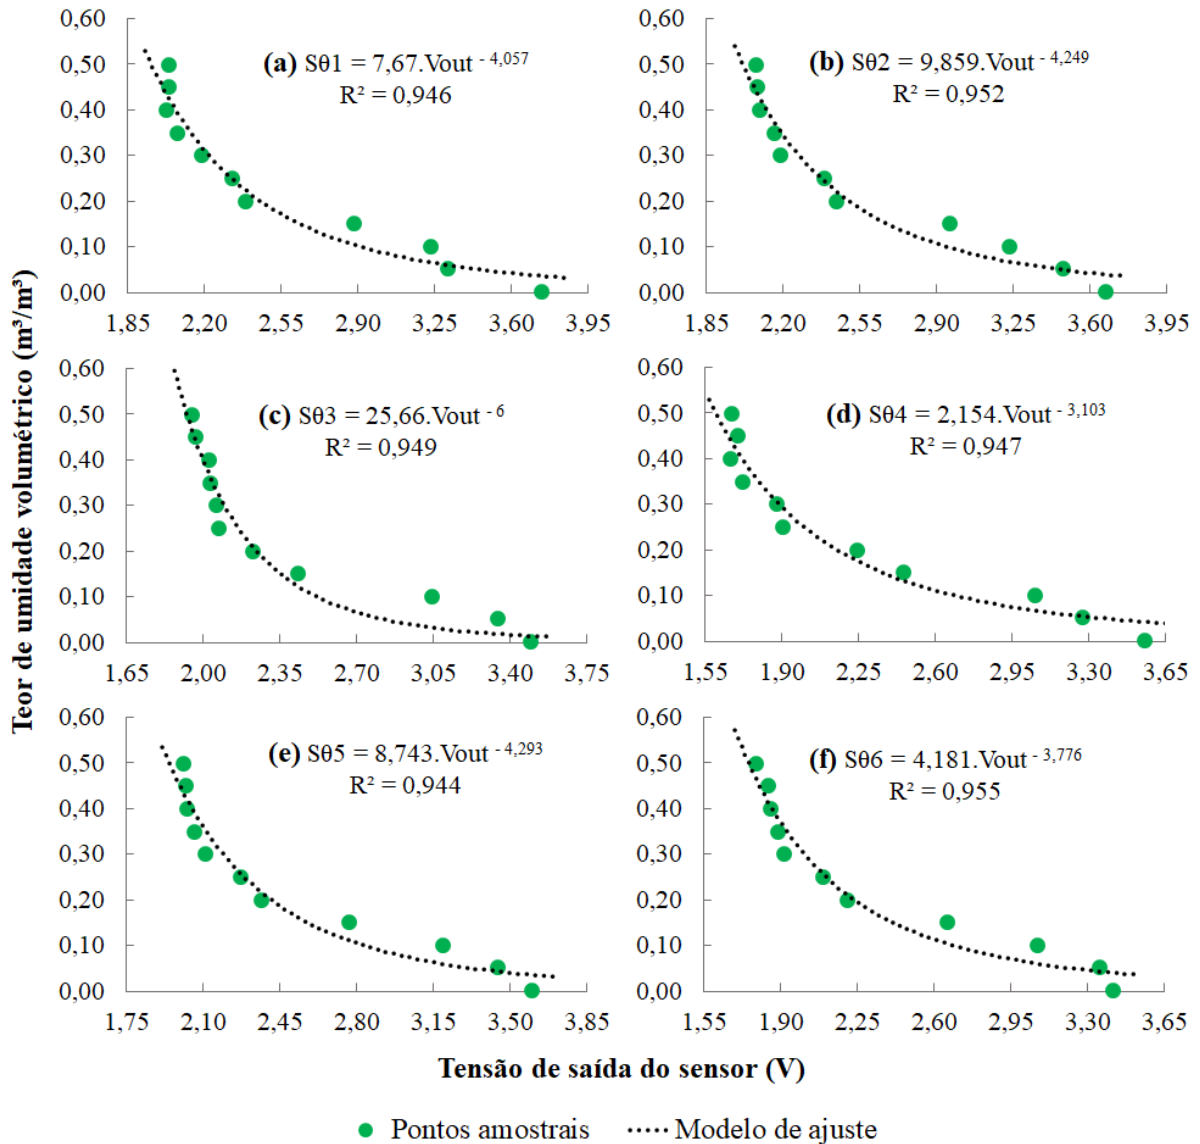 Teor de umidade volumétrico (m³/m³)
0,60
0,50
0,40
0,30
0,20
0,10
0,00
(a) Sθ1 = 7,67.Vout - 4,057
R² = 0,946
1,85 2,20 2,55 2,90 3,25 3,60 3,95
0,60
0,50
0,40
0,30
0,20
0,10
0,00
(b) Sθ2 = 9,859.Vout - 4,249
R² = 0,952
1,85 2,20 2,55 2,90 3,25 3,60 3,95
0,60
0,50
0,40
0,30
0,20
0,10
0,00
(c) Sθ3 = 25,66.Vout - 6
R² = 0,949
1,65 2,00 2,35 2,70 3,05 3,40 3,75
0,60
0,50
0,40
0,30
0,20
0,10
0,00
(d) Sθ4 = 2,154.Vout - 3,103
R² = 0,947
1,55 1,90 2,25 2,60 2,95 3,30 3,65
0,60
0,50
0,40
0,30
0,20
0,10
0,00
(e) Sθ5 = 8,743.Vout - 4,293
R² = 0,944
1,75 2,10 2,45 2,80 3,15 3,50 3,85
0,60
0,50
0,40
0,30
0,20
0,10
0,00
(f) Sθ6 = 4,181.Vout - 3,776
R² = 0,955
1,55 1,90 2,25 2,60 2,95 3,30 3,65
Tensão de saída do sensor (V)
Pontos amostrais Modelo de ajuste